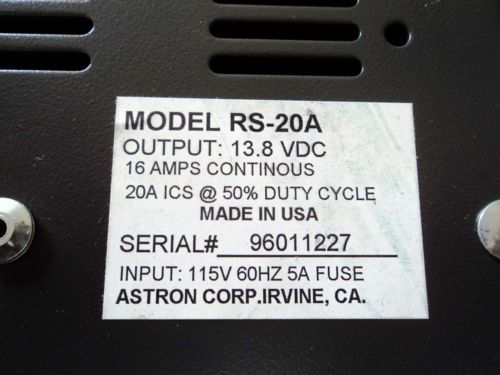 MODEL RS-20A
OUTPUT: 13.8 VDC
16 AMPS CONTINOUS
20A ICS @ 50% DUTY CYCLE
MADE IN USA
SERIAL# 96011227
INPUT: 115V 60HZ 5A FUSE
ASTRON CORP.IRVINE, CA.